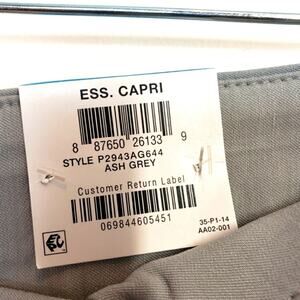 ESS. CAPRI
8 87650 26133 9
STYLE P2943AG644
ASH GREY
Customer Return Label
069844605451
35-P1-14
AA02-001